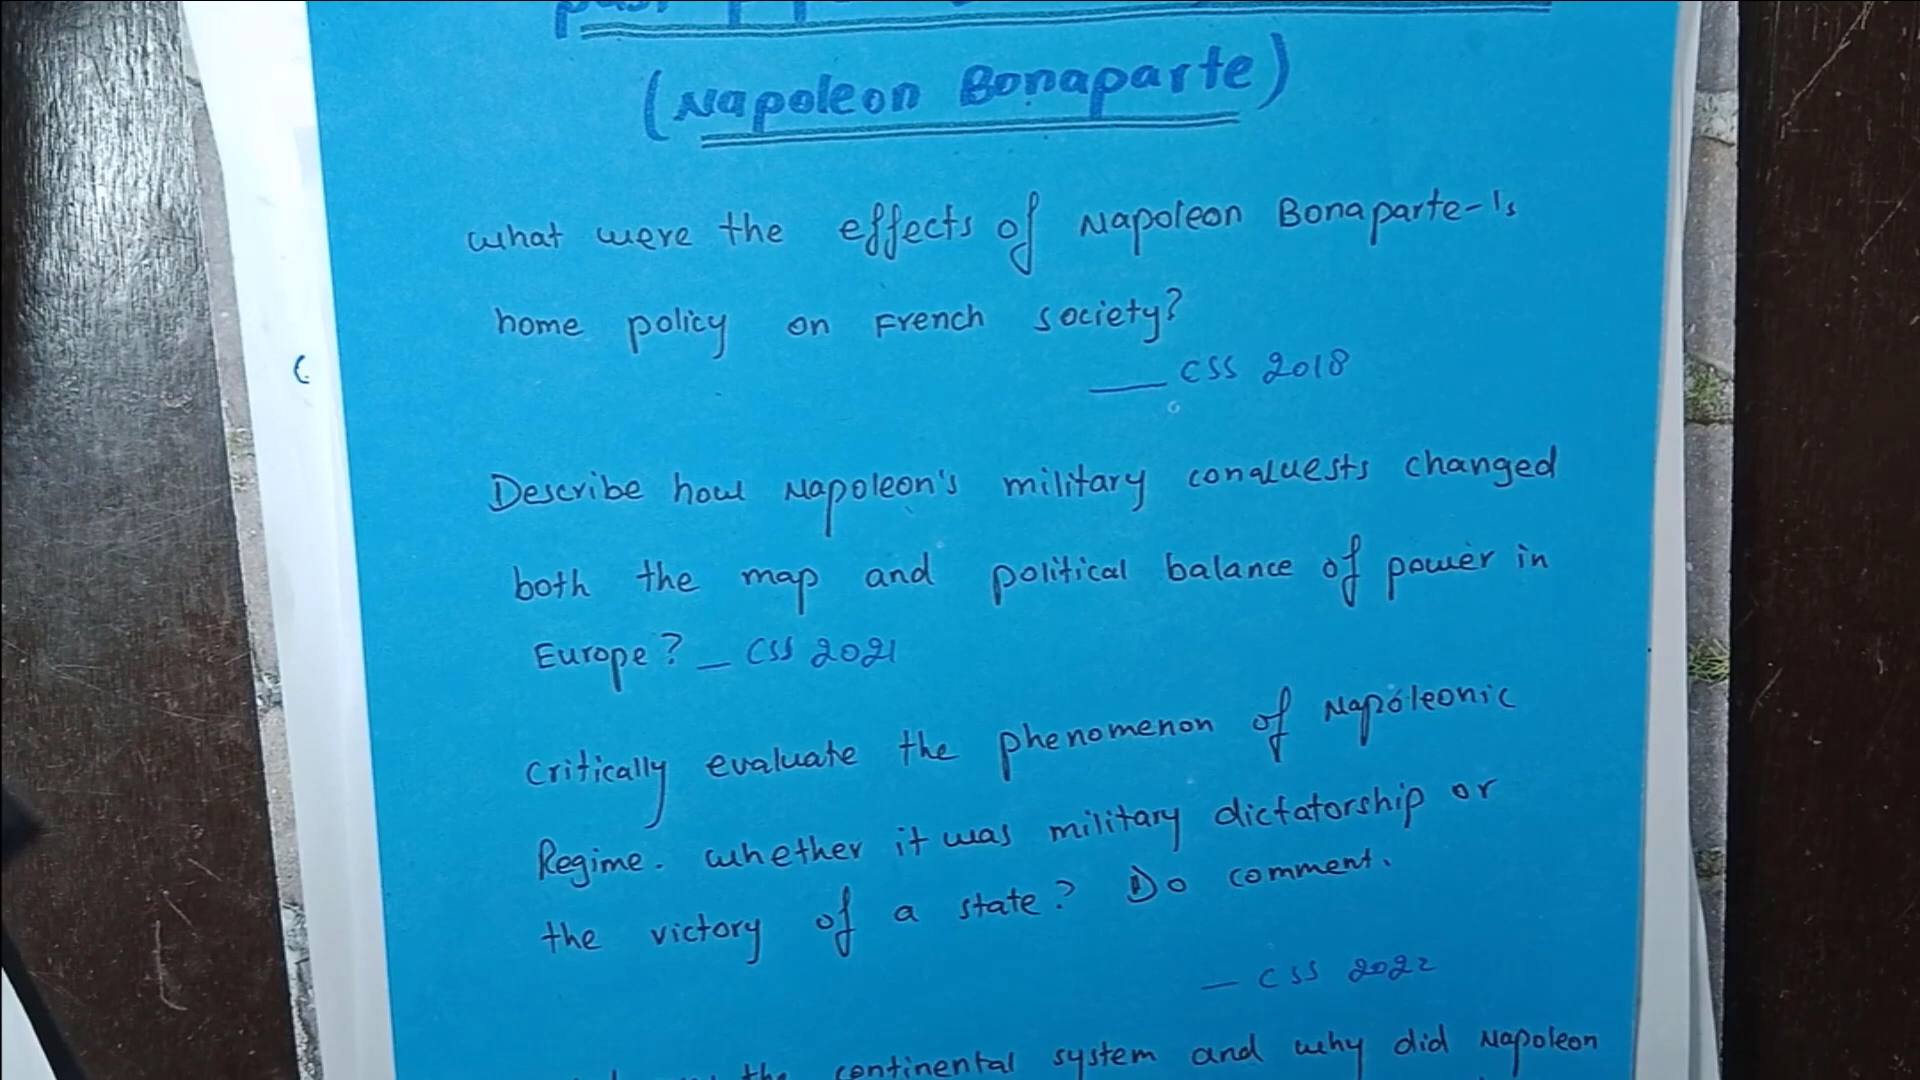 (Napoleon Bonaparte)
What were the effects of Napoleon Bonaparte-'s
home policy on French society?
__ CSS 2018
Describe how Napoleon's military conquests changed
both the map and political balance of power in
Europe? _ CSS 2021
Critically evaluate the phenomenon of Napoleonic
Regime. whether it was military dictatorship or
the victory of a state? Do comment.
_ CSS 2022
the continental system and why did Napoleon